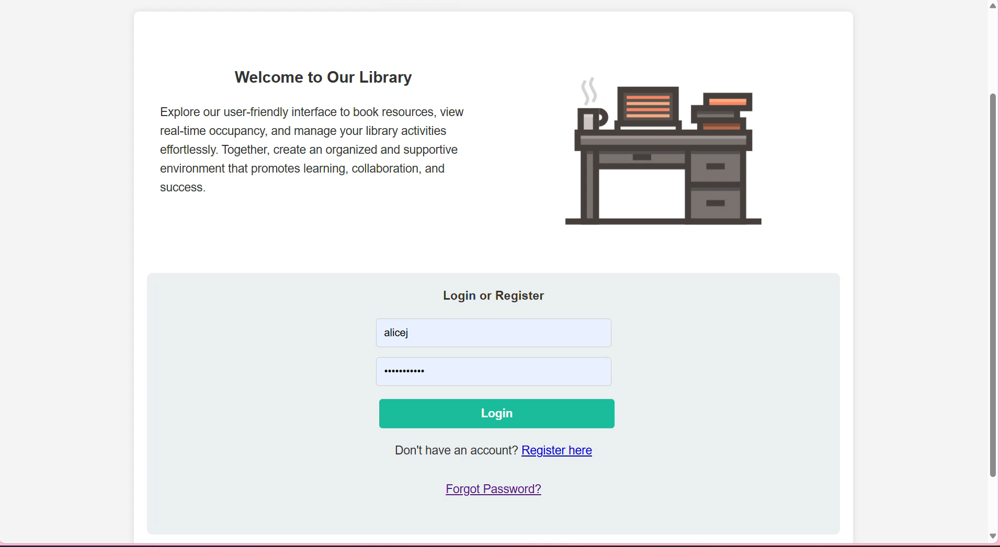 Welcome to Our Library
Explore our user-friendly interface to book resources, view
real-time occupancy, and manage your library activities
effortlessly. Together, create an organized and supportive
environment that promotes learning, collaboration, and
success.
Login or Register
alicej
•••••••••••
Login
Don't have an account? Register here
Forgot Password?